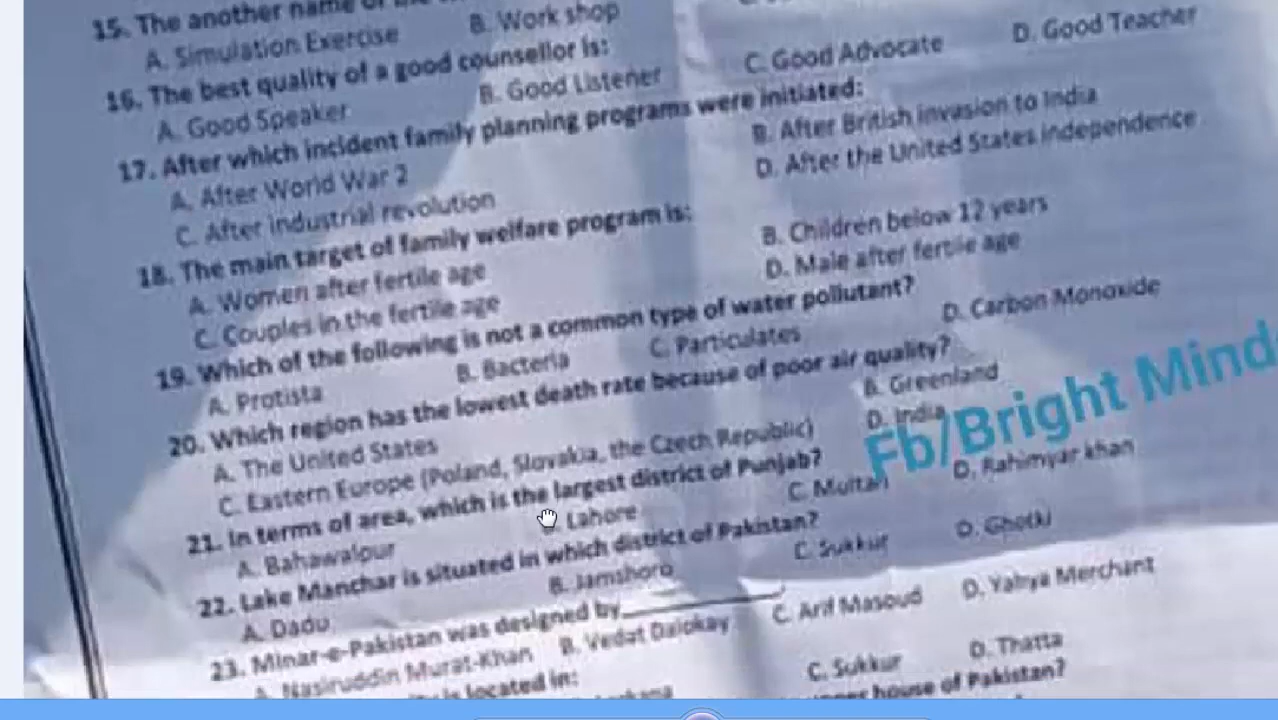 15. The another name of
A. Simulation Exercise B. Work shop
16. The best quality of a good counsellor is:
A. Good Speaker B. Good Listener C. Good Advocate D. Good Teacher
17. After which incident family planning programs were initiated:
A. After World War 2 B. After British invasion to India
C. After industrial revolution D. After the United States independence
18. The main target of family welfare program is:
A. Women after fertile age B. Children below 12 years
C. Couples in the fertile age D. Male after fertile age
19. Which of the following is not a common type of water pollutant?
A. Protista B. Bacteria C. Particulates D. Carbon Monoxide
20. Which region has the lowest death rate because of poor air quality?
A. The United States B. Greenland
C. Eastern Europe (Poland, Slovakia, the Czech Republic) D. India
21. In terms of area, which is the largest district of Punjab?
A. Bahawalpur Lahore C. Multan D. Rahimyar khan
22. Lake Manchar is situated in which district of Pakistan?
A. Dadu B. Jamshoro C. Sukkur D. Ghotki
23. Minar-e-Pakistan was designed by________.
A. Nasiruddin Murat-Khan B. Vedat Dalokay C. Arif Masoud D. Yahya Merchant
is located in:
C. Sukkur D. Thatta
house of Pakistan?
Fb/Bright Mind